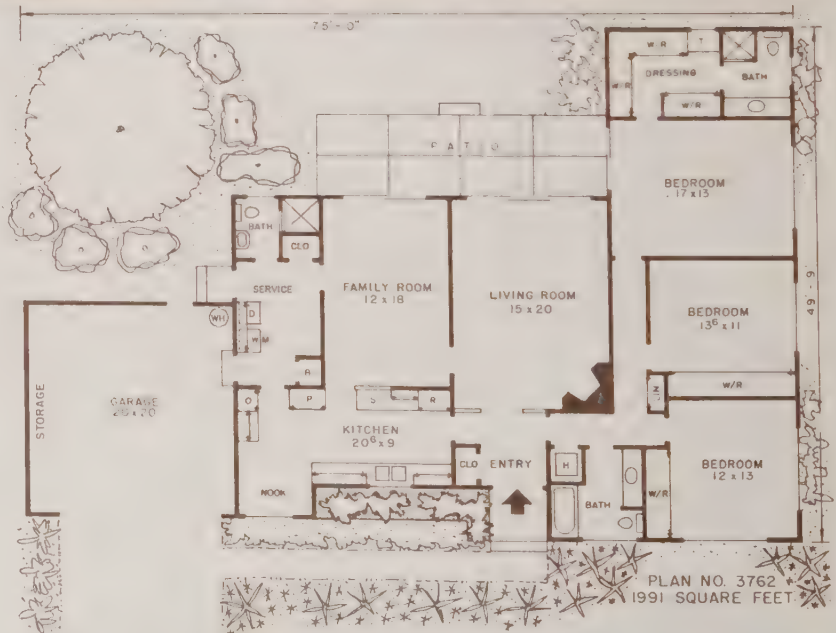 75'- 0"
W/R
T
DRESSING
BATH
W/R
W/R
PATIO
BEDROOM
17 x 13
BATH
CLO
SERVICE
FAMILY ROOM
12 x 18
LIVING ROOM
15 x 20
BEDROOM
13⁶ x 11
49'- 9"
WH
D
W M
STORAGE
GARAGE
W/R
LIN
O
P
S
R
KITCHEN
20⁶ x 9
CLO
ENTRY
H
BEDROOM
12 x 13
W/R
BATH
NOOK
PLAN NO. 3762
1991 SQUARE FEET